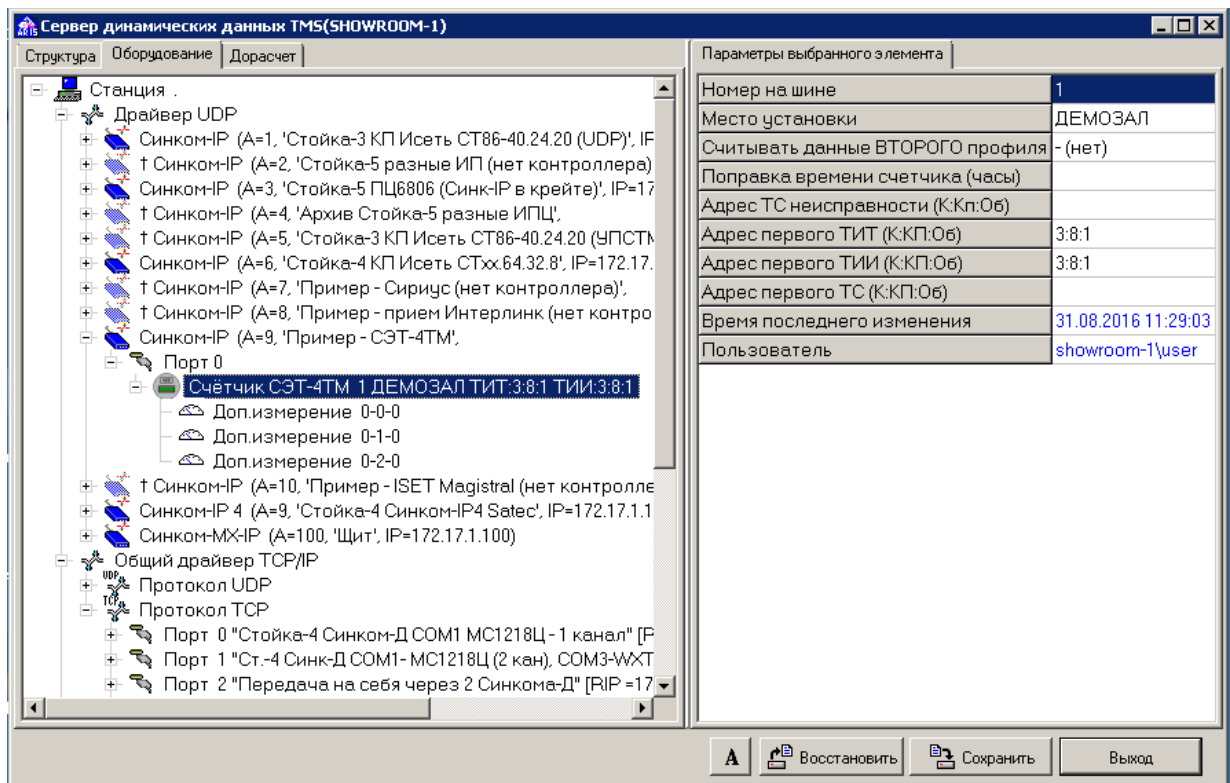 Сервер динамических данных TMS(SHOWROOM-1)
Структура Оборудование Дорасчет
Параметры выбранного элемента
Станция .
Драйвер UDP
Синком-IP (A=1, 'Стойка-3 КП Исеть СТ86-40.24.20 (UDP)', IF
† Синком-IP (A=2, 'Стойка-5 разные ИП (нет контроллера)
Синком-IP (A=3, 'Стойка-5 ПЦ6806 (Синк-IP в крейте)', IP=17
† Синком-IP (A=4, 'Архив Стойка-5 разные ИПЦ',
† Синком-IP (A=5, 'Стойка-3 КП Исеть СТ86-40.24.20 (УПСТМ
Синком-IP (A=6, 'Стойка-4 КП Исеть СТхх.64.32.8', IP=172.17.
† Синком-IP (A=7, 'Пример - Сириус (нет контроллера)',
† Синком-IP (A=8, 'Пример - прием Интерлинк (нет контро
Синком-IP (A=9, 'Пример - СЭТ-4ТМ',
Порт 0
Счётчик СЭТ-4ТМ 1 ДЕМОЗАЛ ТИТ:3:8:1 ТИИ:3:8:1
Доп.измерение 0-0-0
Доп.измерение 0-1-0
Доп.измерение 0-2-0
† Синком-IP (A=10, 'Пример - ISET Magistral (нет контролле
Синком-IP 4 (A=9, 'Стойка-4 Синком-IP4 Satec', IP=172.17.1.1
Синком-МХ-IP (A=100, 'Щит', IP=172.17.1.100)
Общий драйвер TCP/IP
UDP Протокол UDP
TCP Протокол TCP
Порт 0 "Стойка-4 Синком-Д COM1 МС1218Ц - 1 канал" [P
Порт 1 "Ст.-4 Синк-Д COM1- МС1218Ц (2 кан), COM3-WXT
Порт 2 "Передача на себя через 2 Синкома-Д" [RIP =17
Номер на шине 1
Место установки ДЕМОЗАЛ
Считывать данные ВТОРОГО профиля - (нет)
Поправка времени счетчика (часы)
Адрес ТС неисправности (К:Кп:Об)
Адрес первого ТИТ (К:КП:Об) 3:8:1
Адрес первого ТИИ (К:КП:Об) 3:8:1
Адрес первого ТС (К:КП:Об)
Время последнего изменения 31.08.2016 11:29:03
Пользователь showroom-1\user
A Восстановить Сохранить Выход